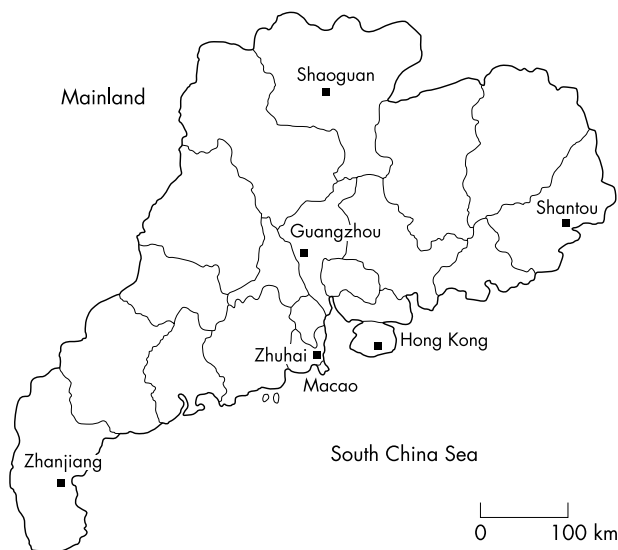 Shaoguan
Mainland
Shantou
Guangzhou
Hong Kong
Zhuhai
Macao
South China Sea
Zhanjiang
0 100 km